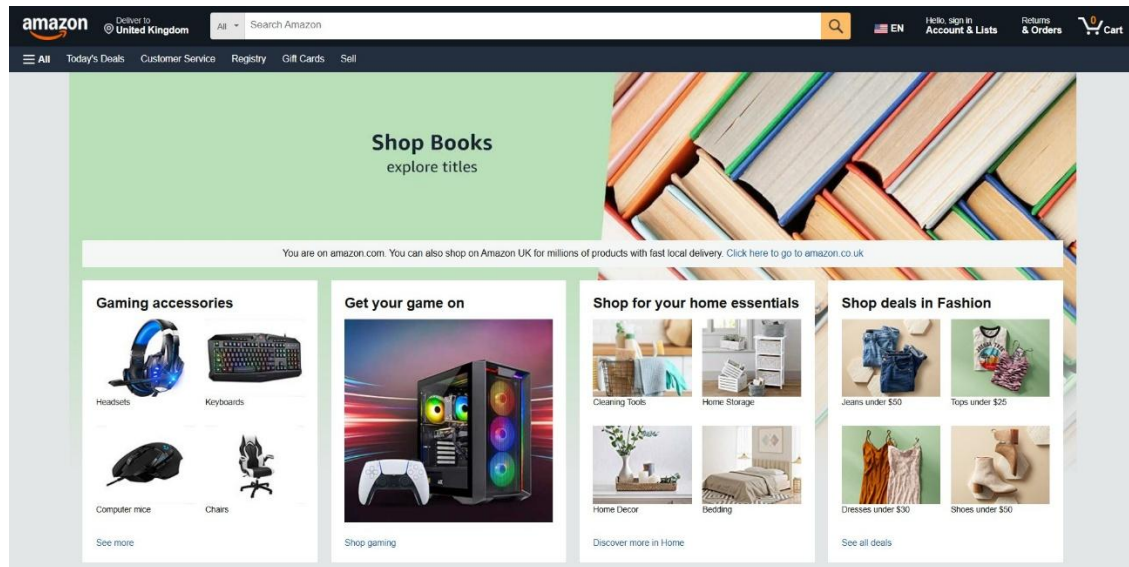 amazon
Deliver to
United Kingdom
All
Search Amazon
EN
Hello, sign in
Account & Lists
Returns
& Orders
0
Cart
All
Today's Deals
Customer Service
Registry
Gift Cards
Sell
Shop Books
explore titles
You are on amazon.com. You can also shop on Amazon UK for millions of products with fast local delivery. Click here to go to amazon.co.uk
Gaming accessories
Headsets
Keyboards
Computer mice
Chairs
See more
Get your game on
Shop gaming
Shop for your home essentials
Cleaning Tools
Home Storage
Home Decor
Bedding
Discover more in Home
Shop deals in Fashion
Jeans under $50
Tops under $25
Dresses under $30
Shoes under $50
See all deals